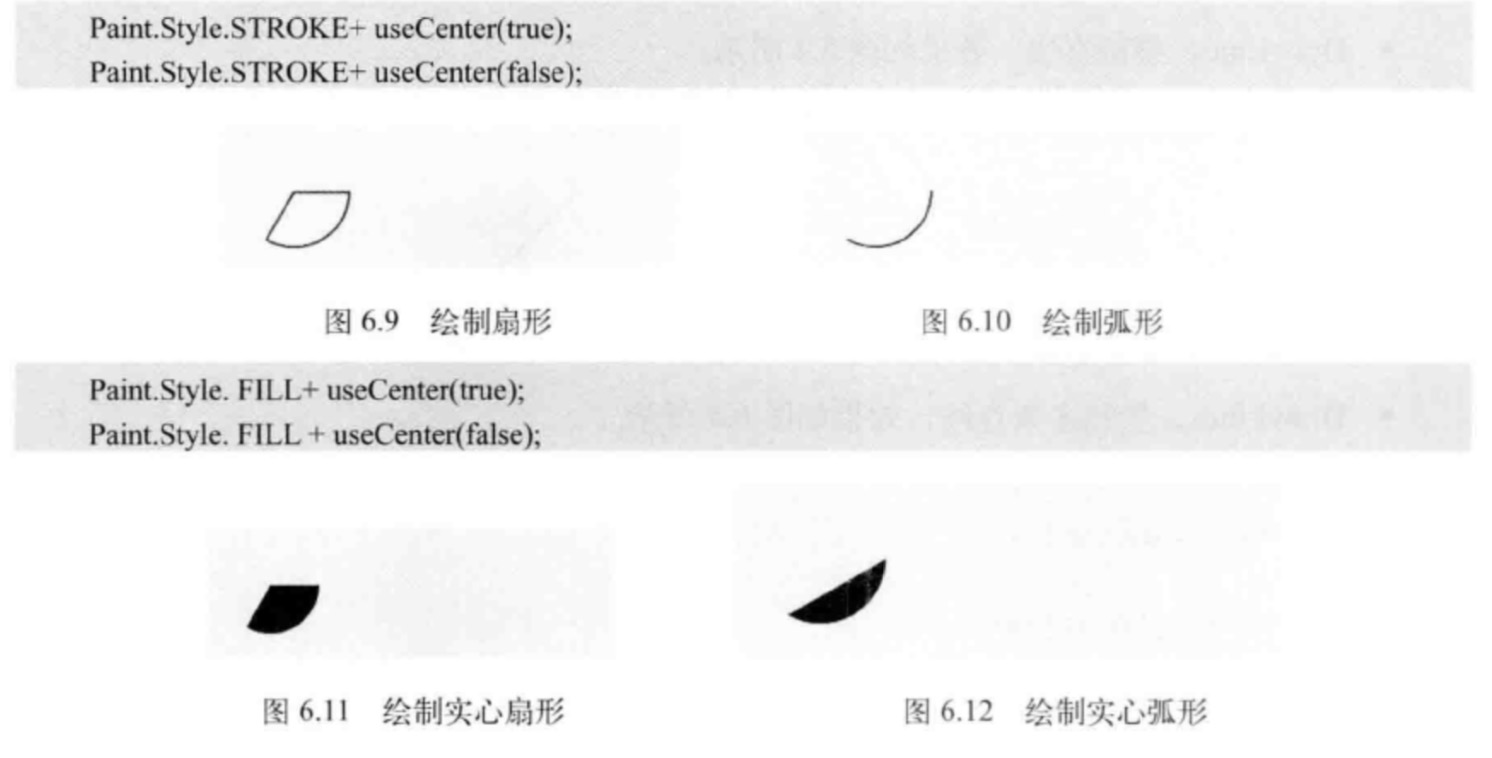 Paint.Style.STROKE+ useCenter(true);
Paint.Style.STROKE+ useCenter(false);
图 6.9 绘制扇形
图 6.10 绘制弧形
Paint.Style. FILL+ useCenter(true);
Paint.Style. FILL + useCenter(false);
图 6.11 绘制实心扇形
图 6.12 绘制实心弧形